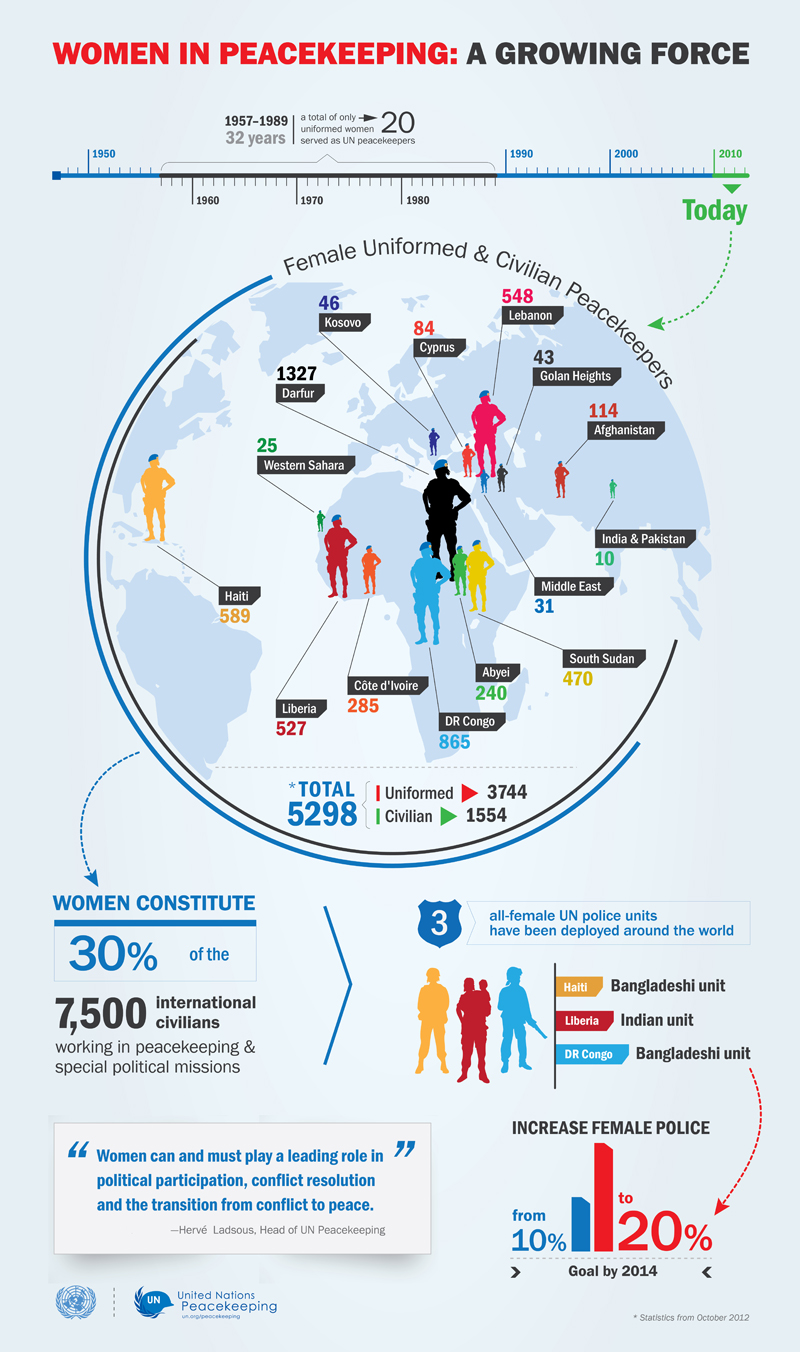 WOMEN IN PEACEKEEPING: A GROWING FORCE
1957–1989
32 years
a total of only
uniformed women
served as UN peacekeepers
20
1950
1990
2000
2010
1960
1970
1980
Today
Female Uniformed & Civilian Peacekeepers
46
Kosovo
548
Lebanon
84
Cyprus
43
Golan Heights
1327
Darfur
114
Afghanistan
25
Western Sahara
India & Pakistan
10
Middle East
31
Haiti
589
South Sudan
470
Abyei
240
Côte d'Ivoire
285
Liberia
527
DR Congo
865
*TOTAL
5298
Uniformed 3744
Civilian 1554
WOMEN CONSTITUTE
30% of the
7,500 international
civilians
working in peacekeeping &
special political missions
3
all-female UN police units
have been deployed around the world
Haiti Bangladeshi unit
Liberia Indian unit
DR Congo Bangladeshi unit
“ Women can and must play a leading role in ”
political participation, conflict resolution
and the transition from conflict to peace.
—Hervé Ladsous, Head of UN Peacekeeping
INCREASE FEMALE POLICE
from
10%
to
20%
Goal by 2014
UN
United Nations
Peacekeeping
un.org/peacekeeping
* Statistics from October 2012